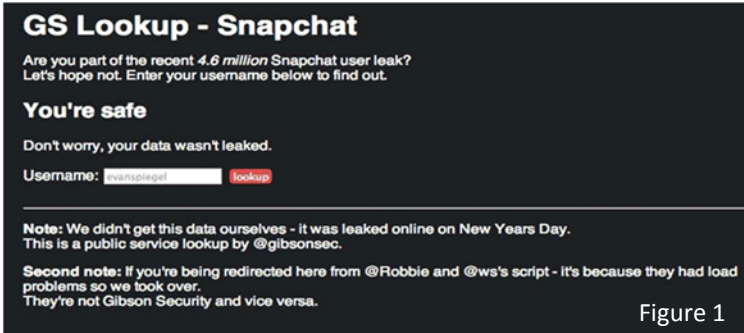 GS Lookup - Snapchat
Are you part of the recent 4.6 million Snapchat user leak?
Let's hope not. Enter your username below to find out.
You're safe
Don't worry, your data wasn't leaked.
Username: evanspiegel lookup
Note: We didn't get this data ourselves - it was leaked online on New Years Day.
This is a public service lookup by @gibsonsec.
Second note: If you're being redirected here from @Robbie and @ws's script - it's because they had load
problems so we took over.
They're not Gibson Security and vice versa.
Figure 1